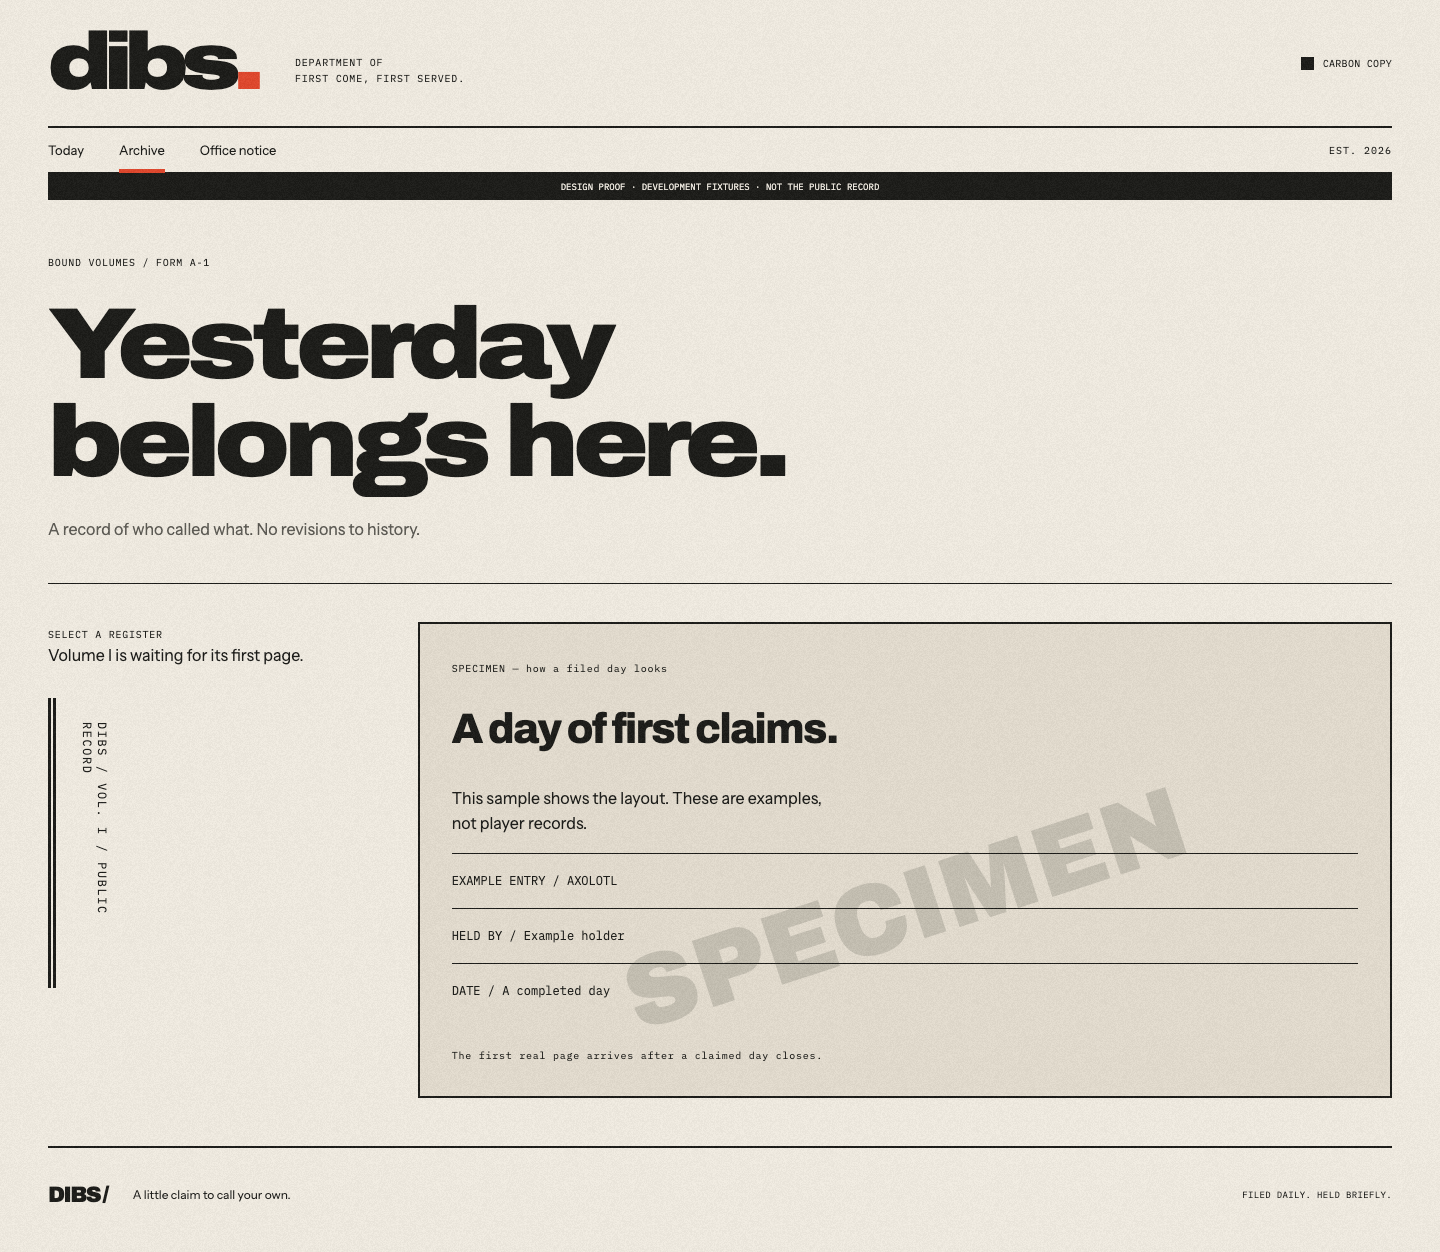 dibs.
DEPARTMENT OF
FIRST COME, FIRST SERVED.
CARBON COPY
Today
Archive
Office notice
EST. 2026
DESIGN PROOF · DEVELOPMENT FIXTURES · NOT THE PUBLIC RECORD
BOUND VOLUMES / FORM A-1
Yesterday
belongs here.
A record of who called what. No revisions to history.
SELECT A REGISTER
Volume I is waiting for its first page.
DIBS / VOL. I / PUBLIC
RECORD
SPECIMEN — how a filed day looks
A day of first claims.
This sample shows the layout. These are examples,
not player records.
EXAMPLE ENTRY / AXOLOTL
HELD BY / Example holder
DATE / A completed day
SPECIMEN
The first real page arrives after a claimed day closes.
DIBS/
A little claim to call your own.
FILED DAILY. HELD BRIEFLY.